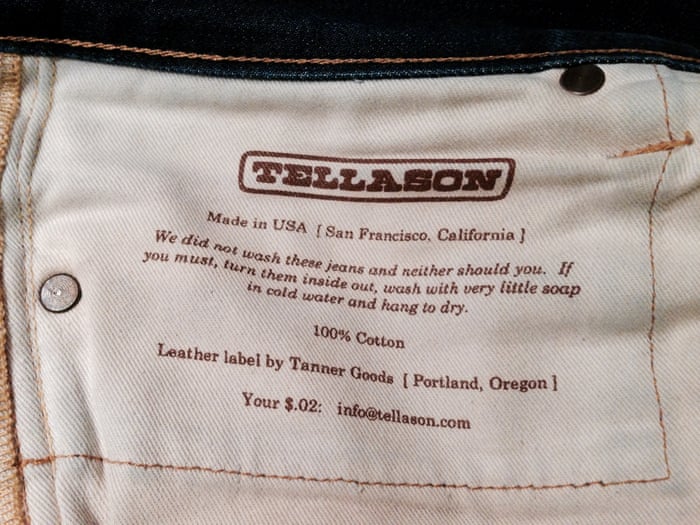 TELLASON
Made in USA [ San Francisco, California ]
We did not wash these jeans and neither should you. If
you must, turn them inside out, wash with very little soap
in cold water and hang to dry.
100% Cotton
Leather label by Tanner Goods [ Portland, Oregon ]
Your $.02: info@tellason.com